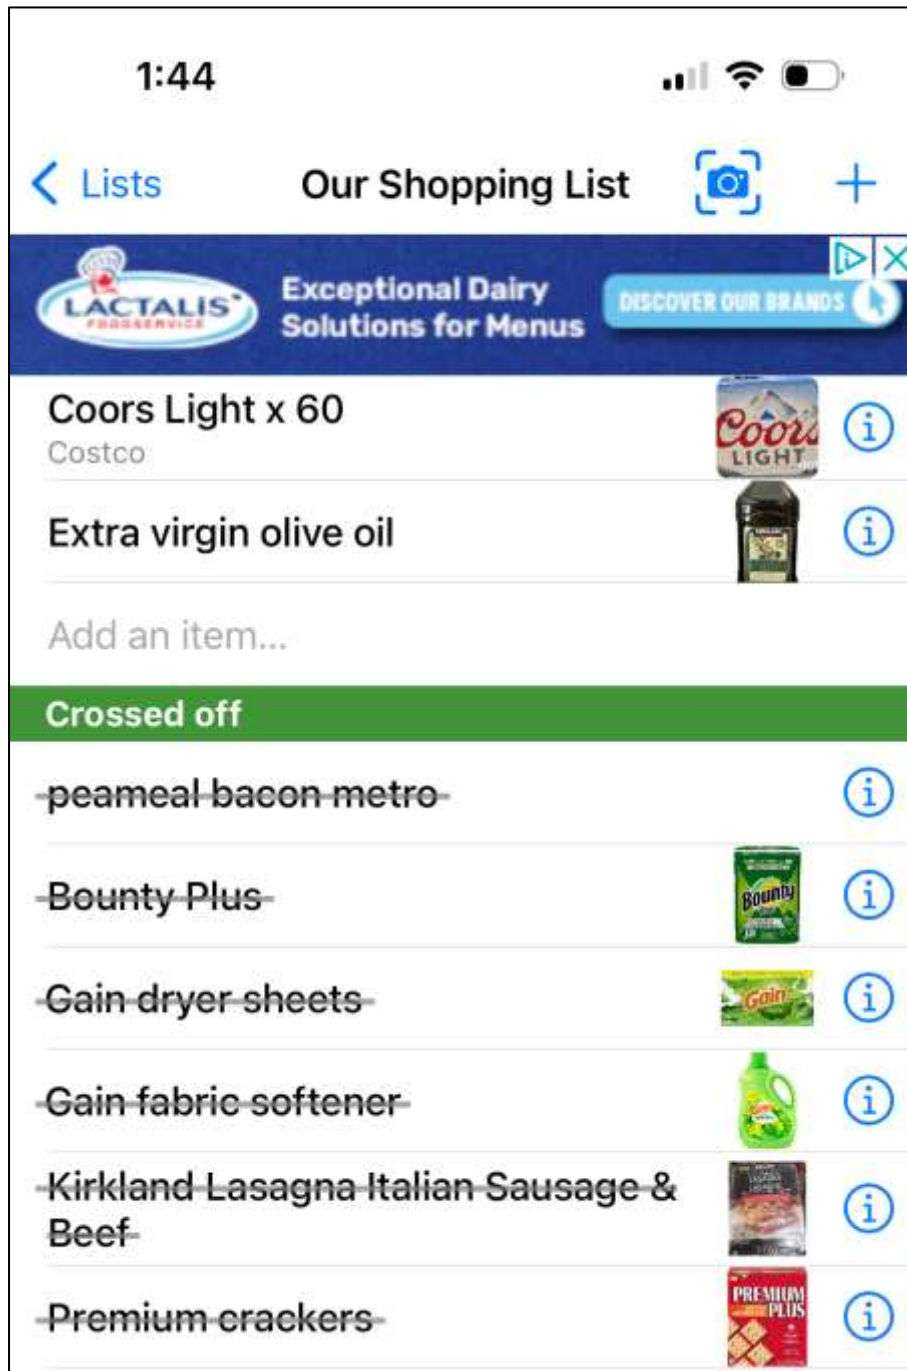 1:44
Lists
Our Shopping List
LACTALIS
FOODSERVICE
Exceptional Dairy
Solutions for Menus
DISCOVER OUR BRANDS
Coors Light x 60
Costco
Coors
LIGHT
Extra virgin olive oil
Add an item...
Crossed off
peameal bacon metro
Bounty Plus
Bounty
Gain dryer sheets
Gain
Gain fabric softener
Gain
Kirkland Lasagna Italian Sausage &
Beef
Premium crackers
PREMIUM
PLUS